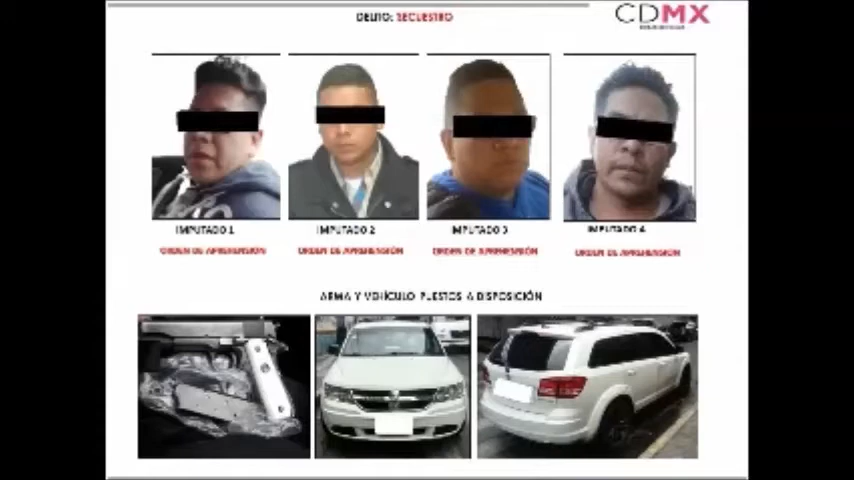 DELITO: SECUESTRO
CDMX
IMPUTADO 1
IMPUTADO 2
IMPUTADO 3
IMPUTADO 4
ORDEN DE APREHENSIÓN
ORDEN DE APREHENSIÓN
ORDEN DE APREHENSIÓN
ORDEN DE APREHENSIÓN
ARMA Y VEHÍCULO PUESTOS A DISPOSICIÓN